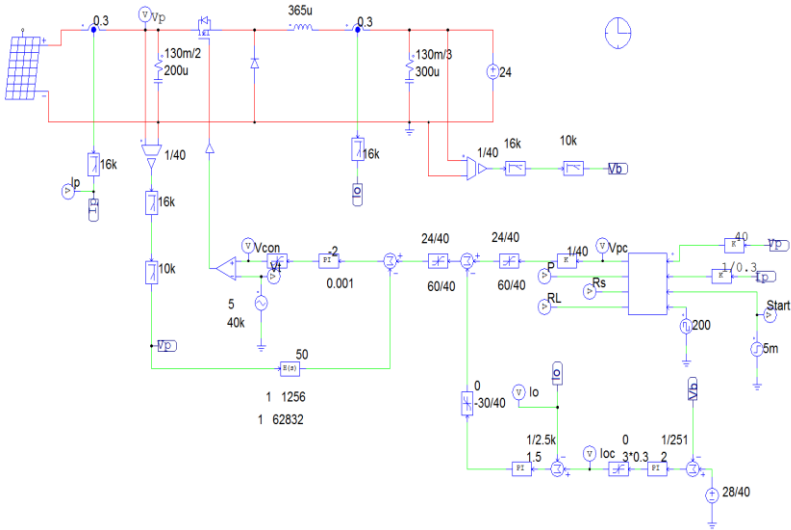 0.3
Vp
365u
0.3
130m/2
200u
130m/3
300u
24
1/40
16k
16k
1/40
16k
10k
Vb
Ip
Ip
Io
16k
10k
Vcon
Vt
-2
0.001
24/40
60/40
24/40
60/40
1/40
Vpc
P
Rs
RL
K
40
Vp
K
1/0.3
Ip
Start
5
40k
200
5m
Vp
50
H(s)
1 1256
1 62832
0
-30/40
Io
Io
Vb
1/2.5k
1.5
PI
Ioc
0
3*0.3
1/251
2
PI
28/40
PI
K